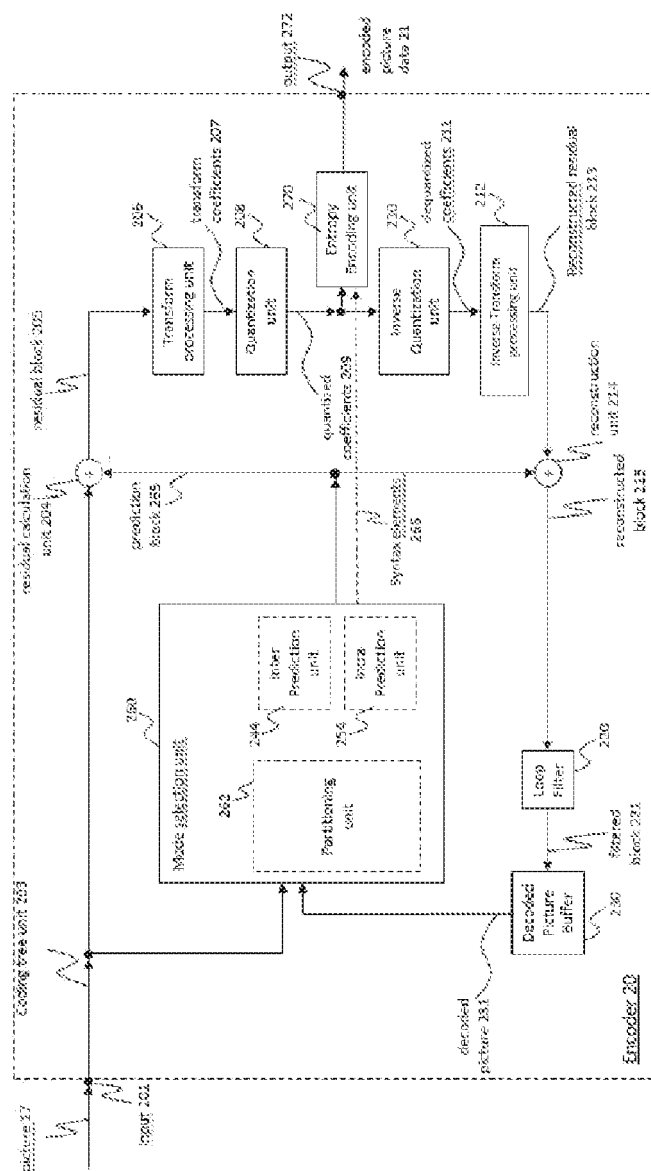 picture 17
input 201
Coding tree unit 203
residual calculation
unit 204
residual block 205
206
Transform
processing unit
transform
coefficients 207
208
Quantization
unit
quantized
coefficients 209
270
Entropy
Encoding unit
output 272
encoded
picture data 21
Inverse
Quantization
unit
dequantized
coefficients 211
212
Inverse Transform
processing unit
Reconstructed residual
block 213
reconstruction
unit 214
reconstructed
block 215
prediction
block 265
Syntax elements
266
260
Mode selection unit
262
Partitioning
unit
244
Inter
Prediction
unit
254
Intra
Prediction
unit
Loop
Filter
filtered
block 221
Decoded
Picture
Buffer
230
decoded
picture 231
Encoder 20